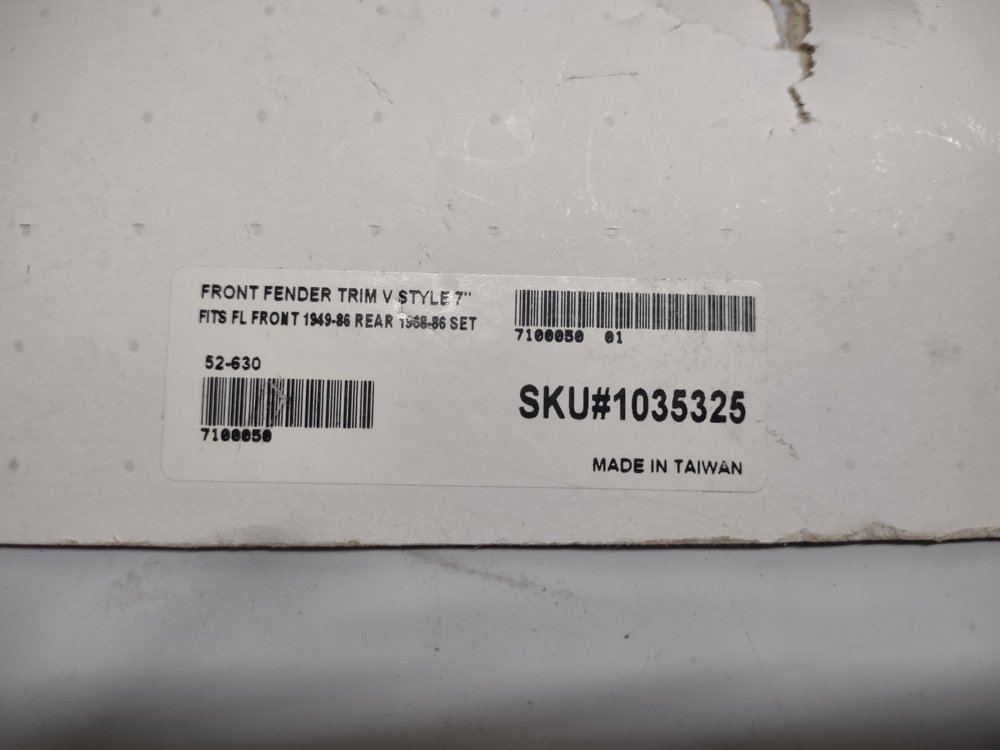 FRONT FENDER TRIM V STYLE 7"
FITS FL FRONT 1949-86 REAR 1968-86 SET
52-630
7100050
7100050 01
SKU#1035325
MADE IN TAIWAN